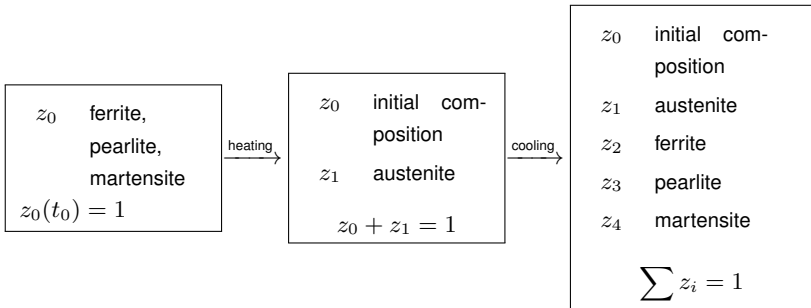 z₀ ferrite,
pearlite,
martensite
z₀(t₀) = 1
heating
z₀ initial com-
position
z₁ austenite
z₀ + z₁ = 1
cooling
z₀ initial com-
position
z₁ austenite
z₂ ferrite
z₃ pearlite
z₄ martensite
∑ zᵢ = 1